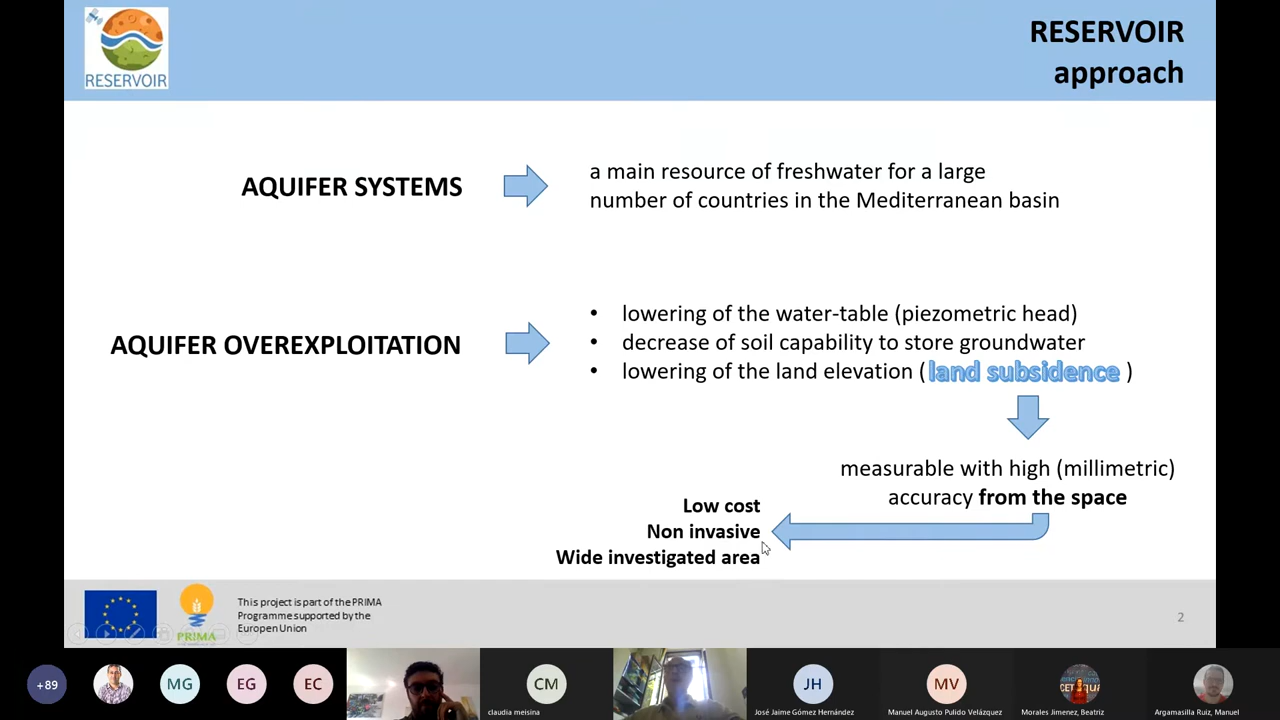 RESERVOIR
RESERVOIR
approach
AQUIFER SYSTEMS
a main resource of freshwater for a large
number of countries in the Mediterranean basin
AQUIFER OVEREXPLOITATION
• lowering of the water-table (piezometric head)
• decrease of soil capability to store groundwater
• lowering of the land elevation (land subsidence )
measurable with high (millimetric)
accuracy from the space
Low cost
Non invasive
Wide investigated area
PRIMA
This project is part of the PRIMA
Programme supported by the
Europen Union
2
+89
MG
EG
EC
CM
claudia meisina
JH
José Jaime Gómez Hernández
MV
Manuel Augusto Pulido Velázquez
CETAQUA
Morales Jimenez, Beatriz
Argamasilla Ruiz, Manuel